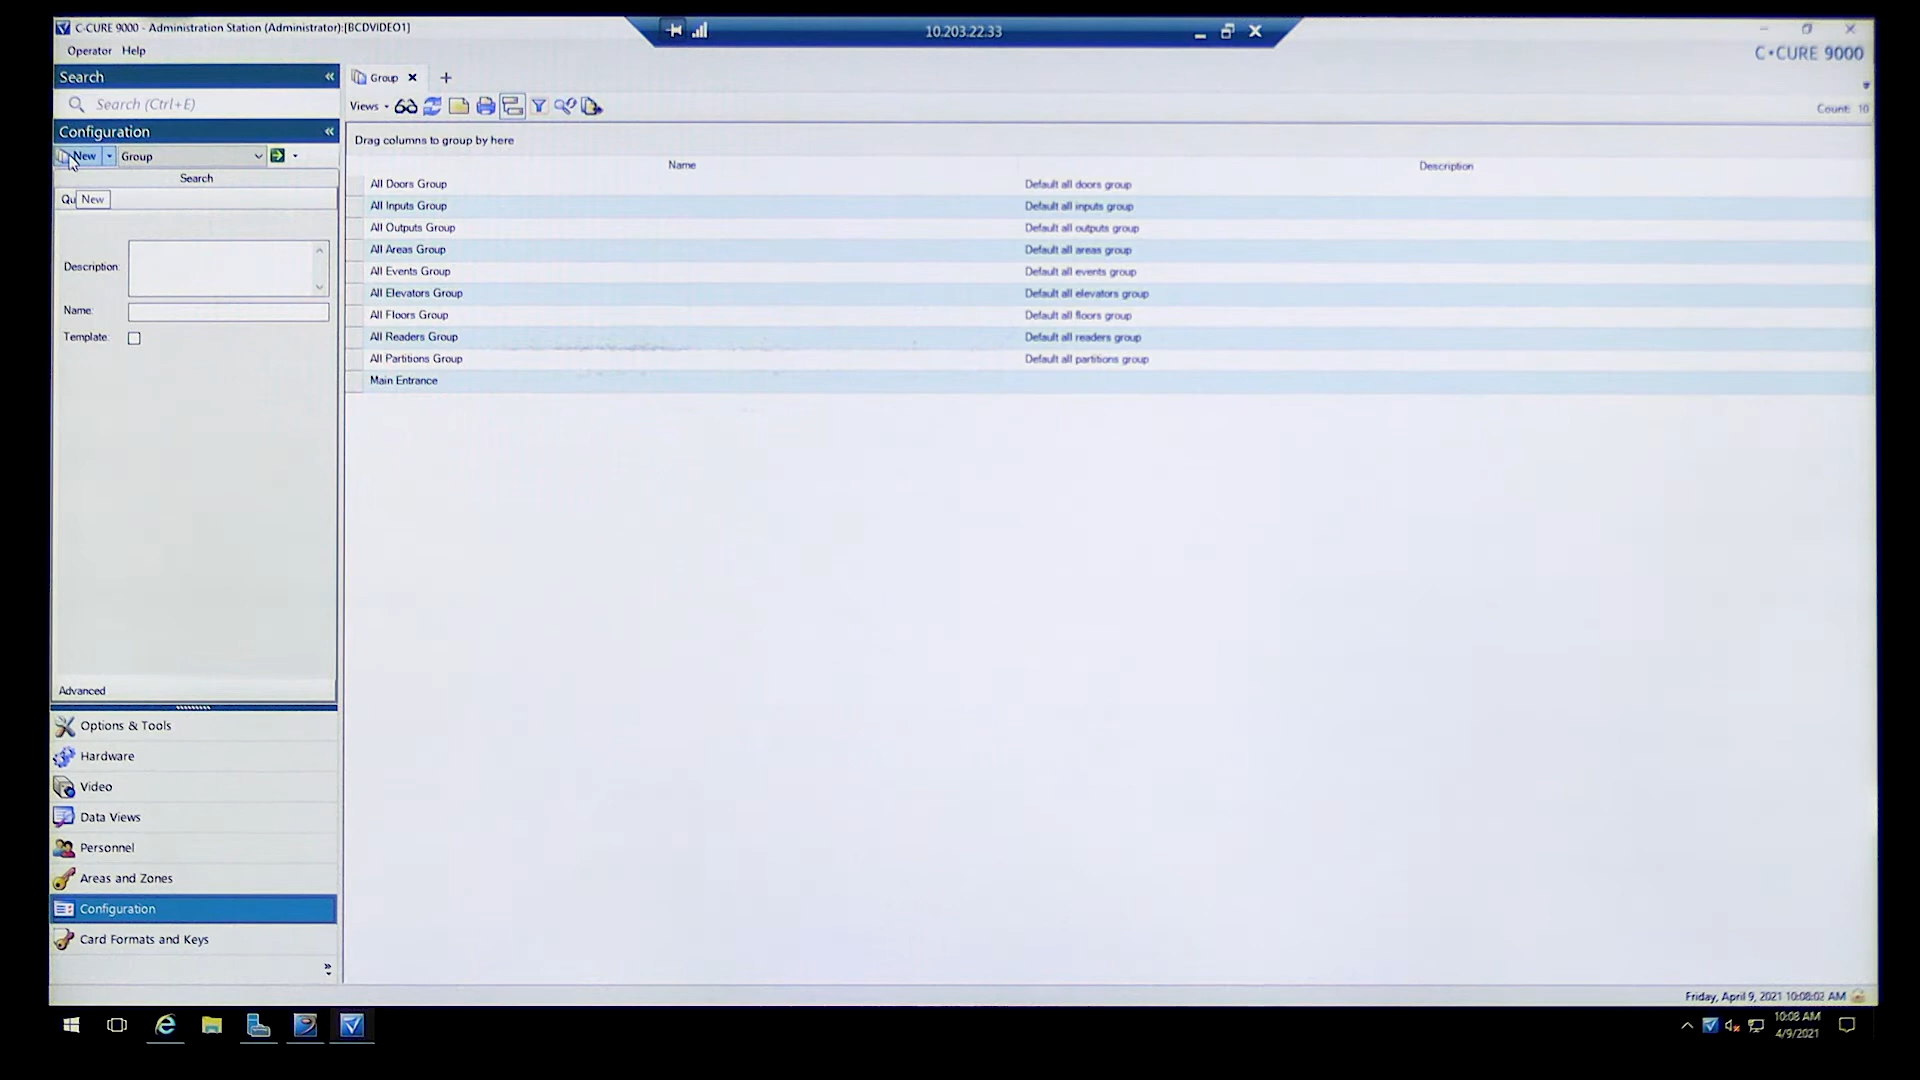 C•CURE 9000 - Administration Station (Administrator):[BCDVIDEO1]
10.203.22.33
Operator Help
C•CURE 9000
Search
Group
Search (Ctrl+E)
Views
Count: 10
Configuration
Drag columns to group by here
New
Group
Name
Description
Search
Qu
New
All Doors Group
Default all doors group
All Inputs Group
Default all inputs group
All Outputs Group
Default all outputs group
All Areas Group
Default all areas group
All Events Group
Default all events group
All Elevators Group
Default all elevators group
All Floors Group
Default all floors group
All Readers Group
Default all readers group
All Partitions Group
Default all partitions group
Main Entrance
Description:
Name:
Template:
Advanced
Options & Tools
Hardware
Video
Data Views
Personnel
Areas and Zones
Configuration
Card Formats and Keys
Friday, April 9, 2021 10:08:02 AM
10:08 AM
4/9/2021